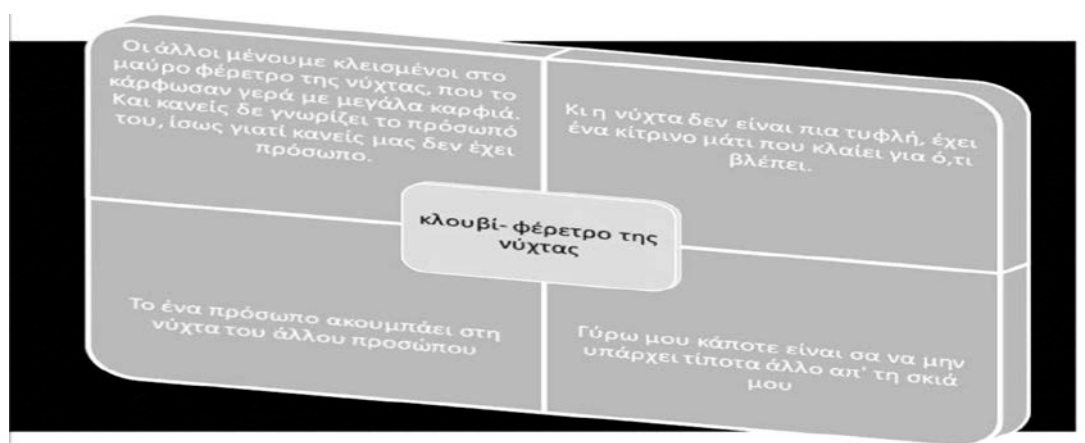 Οι άλλοι μένουμε κλεισμένοι στο
μαύρο φέρετρο της νύχτας, που το
κάρφωσαν γερά με μεγάλα καρφιά.
Και κανείς δε γνωρίζει το πρόσωπό
του, ίσως γιατί κανείς μας δεν έχει
πρόσωπο.
Κι η νύχτα δεν είναι πια τυφλή, έχει
ένα κίτρινο μάτι που κλαίει για ό,τι
βλέπει.
κλουβί- φέρετρο της
νύχτας
Το ένα πρόσωπο ακουμπάει στη
νύχτα του άλλου προσώπου
Γύρω μου κάποτε είναι σα να μην
υπάρχει τίποτα άλλο απ' τη σκιά
μου